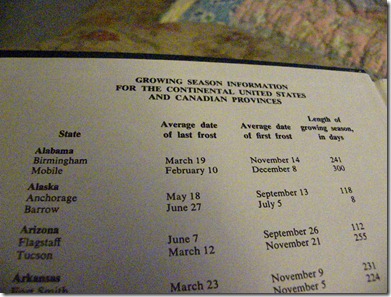 GROWING SEASON INFORMATION
FOR THE CONTINENTAL UNITED STATES
AND CANADIAN PROVINCES
State Average date of last frost Average date of first frost Length of growing season, in days
Alabama
Birmingham March 19 November 14 241
Mobile February 10 December 8 300
Alaska
Anchorage May 18 September 13 118
Barrow June 27 July 5 8
Arizona
Flagstaff June 7 September 26 112
Tucson March 12 November 21 255
Arkansas
Fort Smith March 23 November 9 231
November 5 224